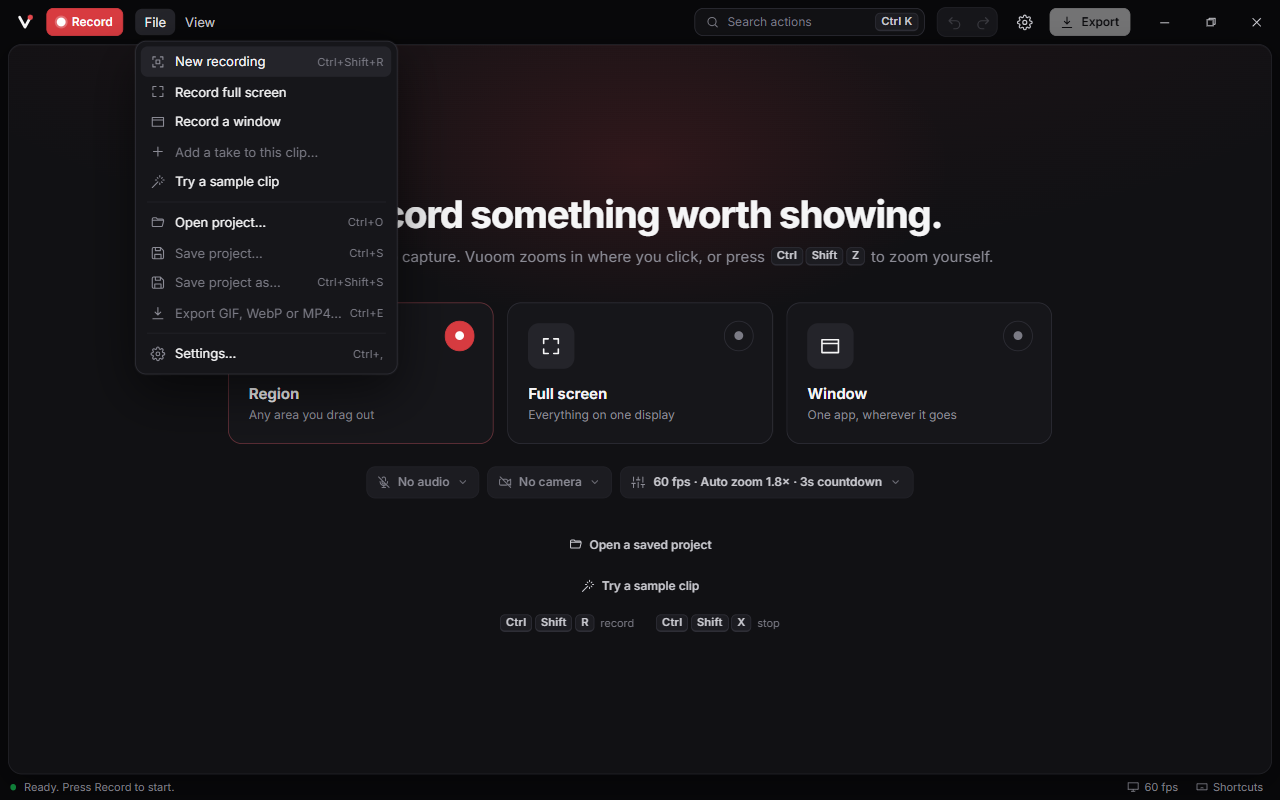 Record File View Search actions Ctrl K Export
New recording Ctrl+Shift+R
Record full screen
Record a window
Add a take to this clip...
Try a sample clip
Open project... Ctrl+O
Save project... Ctrl+S
Save project as... Ctrl+Shift+S
Export GIF, WebP or MP4... Ctrl+E
Settings... Ctrl+,
cord something worth showing.
capture. Vuoom zooms in where you click, or press Ctrl Shift Z to zoom yourself.
Region
Any area you drag out
Full screen
Everything on one display
Window
One app, wherever it goes
No audio No camera 60 fps · Auto zoom 1.8× · 3s countdown
Open a saved project
Try a sample clip
Ctrl Shift R record Ctrl Shift X stop
Ready. Press Record to start. 60 fps Shortcuts